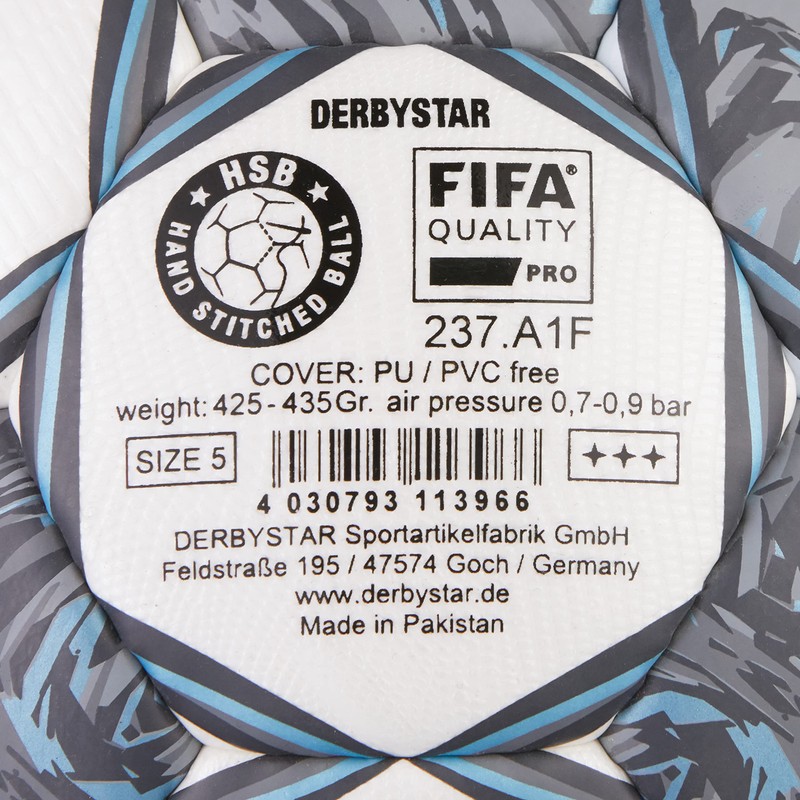 DERBYSTAR
HSB
HAND STITCHED BALL
FIFA®
QUALITY
PRO
237.A1F
COVER: PU / PVC free
weight: 425-435Gr. air pressure 0,7-0,9 bar
SIZE 5
4 030793 113966
DERBYSTAR Sportartikelfabrik GmbH
Feldstraße 195 / 47574 Goch / Germany
www.derbystar.de
Made in Pakistan